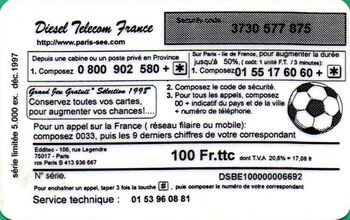 Diesel Telecom France
http://www.paris-see.com
Security code
3730 577 875
Depuis une cabine ou un poste privé en Province
1. Composez 0 800 902 580 + *
Sur Paris - Ile de France, pour augmenter la durée
jusqu'à 50%, ( coût: 1 unité F.T. / 3 minutes)
1. Composez 01 55 17 60 60 + *
Grand Jeu Gratuit "Sélection 1998"
Conservez toutes vos cartes,
pour augmenter vos chances!....
2. Composez le code de sécurité.
3. Pour tous les appels, composez
00 + indicatif du pays et de la ville
+ numéro de téléphone.
Pour un appel sur la France ( réseau filaire ou mobile):
composez 0033, puis les 9 derniers chiffres de votre correspondant
Edditec - 106, rue Legendre
75017 - Paris
rcs Paris B 413 936 667
100 Fr.ttc dont T.V.A 20,6% = 17,08 fr
N° série. DSBE100000006692
Pour enchaîner un appel, tapez 3 fois la touche #, puis composez le numéro de votre correspondant
Service technique : 01 53 96 08 81
série limitée 5.000 ex. déc.1997